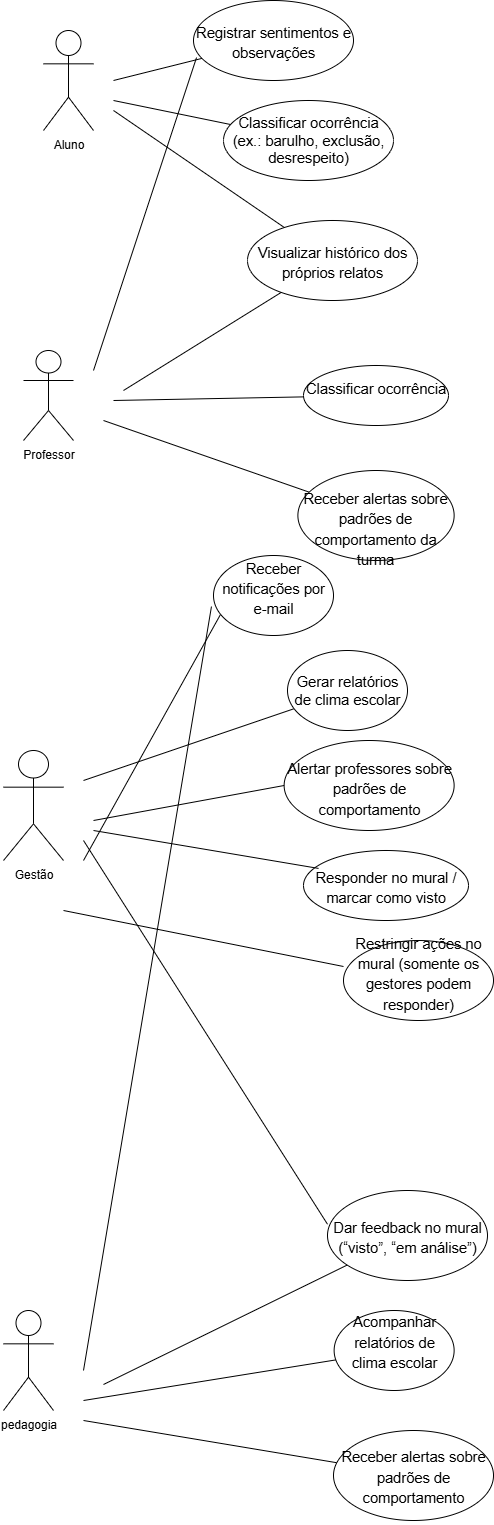 Registrar sentimentos e
observações
Aluno
Classificar ocorrência
(ex.: barulho, exclusão,
desrespeito)
Visualizar histórico dos
próprios relatos
Classificar ocorrência
Professor
Receber alertas sobre
padrões de
comportamento da
turma
Receber
notificações por
e-mail
Gerar relatórios
de clima escolar
Alertar professores sobre
padrões de
comportamento
Gestão
Responder no mural /
marcar como visto
Restringir ações no
mural (somente os
gestores podem
responder)
Dar feedback no mural
(“visto”, “em análise”)
Acompanhar
relatórios de
clima escolar
pedagogia
Receber alertas sobre
padrões de
comportamento